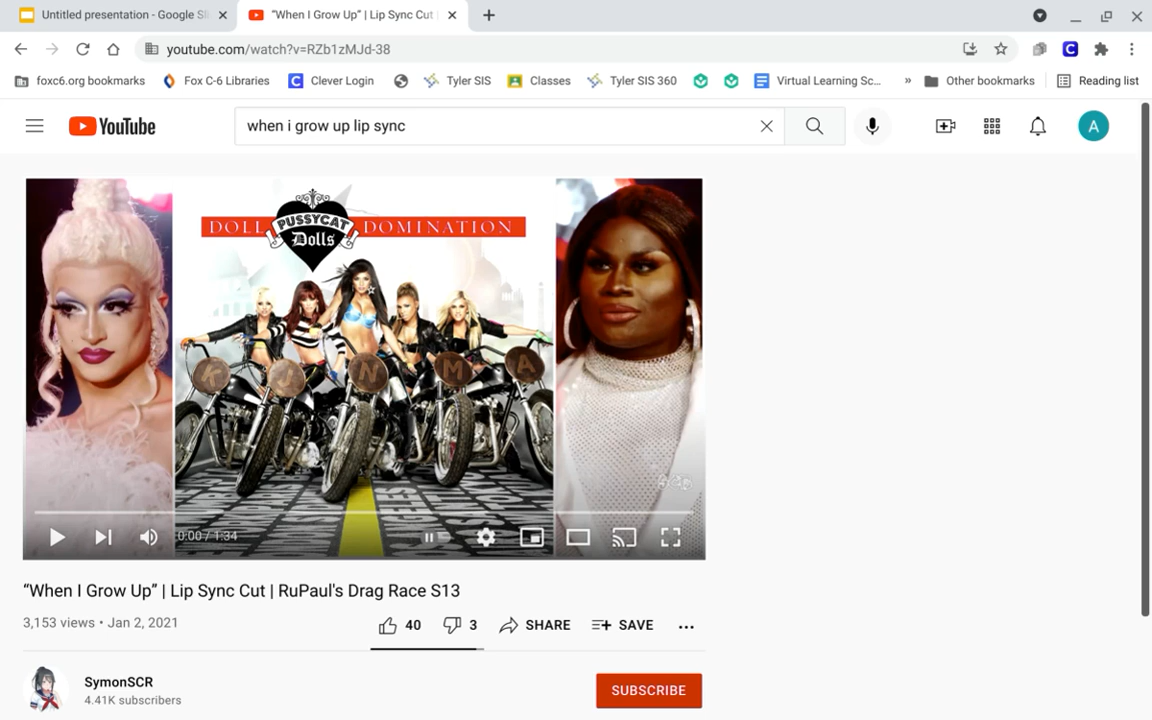 Untitled presentation - Google Sl
“When I Grow Up” | Lip Sync Cut |
youtube.com/watch?v=RZb1zMJd-38
foxc6.org bookmarks
Fox C-6 Libraries
Clever Login
Tyler SIS
Classes
Tyler SIS 360
Virtual Learning Sc...
»
Other bookmarks
Reading list
YouTube
when i grow up lip sync
A
DOLL DOMINATION
PUSSYCAT
Dolls
K J N M A
0:00 / 1:34
“When I Grow Up” | Lip Sync Cut | RuPaul's Drag Race S13
3,153 views • Jan 2, 2021
40
3
SHARE
SAVE
SymonSCR
4.41K subscribers
SUBSCRIBE